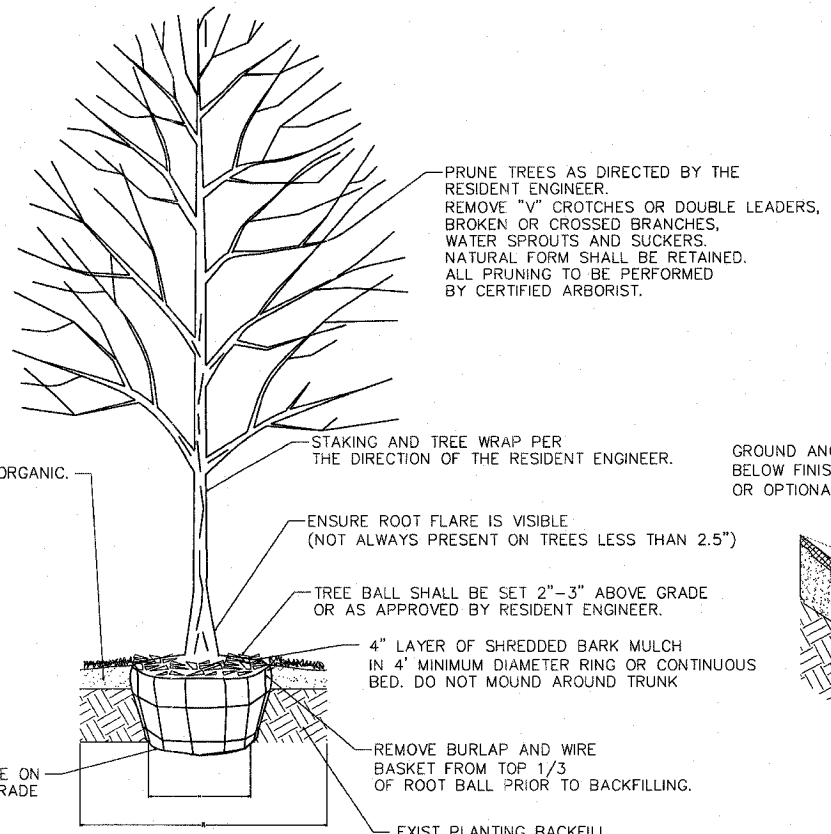 PRUNE TREES AS DIRECTED BY THE
RESIDENT ENGINEER.
REMOVE "V" CROTCHES OR DOUBLE LEADERS,
BROKEN OR CROSSED BRANCHES,
WATER SPROUTS AND SUCKERS.
NATURAL FORM SHALL BE RETAINED.
ALL PRUNING TO BE PERFORMED
BY CERTIFIED ARBORIST.
STAKING AND TREE WRAP PER
THE DIRECTION OF THE RESIDENT ENGINEER.
ORGANIC.
GROUND
BELOW
OR
ENSURE ROOT FLARE IS VISIBLE
(NOT ALWAYS PRESENT ON TREES LESS THAN 2.5")
TREE BALL SHALL BE SET 2"-3" ABOVE GRADE
OR AS APPROVED BY RESIDENT ENGINEER.
4" LAYER OF SHREDDED BARK MULCH
IN 4' MINIMUM DIAMETER RING OR CONTINUOUS
BED. DO NOT MOUND AROUND TRUNK
REMOVE BURLAP AND WIRE
BASKET FROM TOP 1/3
OF ROOT BALL PRIOR TO BACKFILLING.
ON
EXIST PLANTING BACKFILL